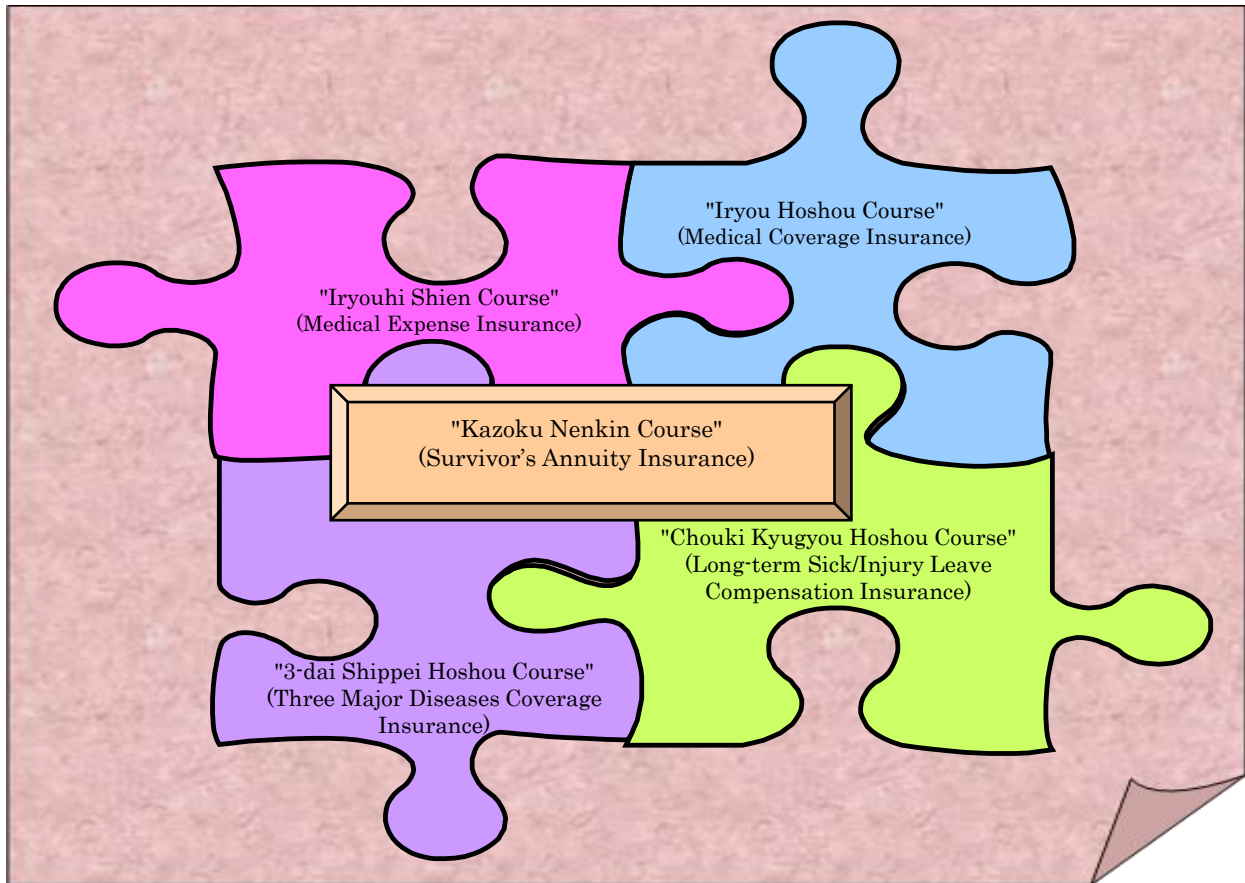 "Iryou Hoshou Course"
(Medical Coverage Insurance)
"Iryouhi Shien Course"
(Medical Expense Insurance)
"Kazoku Nenkin Course"
(Survivor's Annuity Insurance)
"Chouki Kyugyou Hoshou Course"
(Long-term Sick/Injury Leave
Compensation Insurance)
"3-dai Shippei Hoshou Course"
(Three Major Diseases Coverage
Insurance)